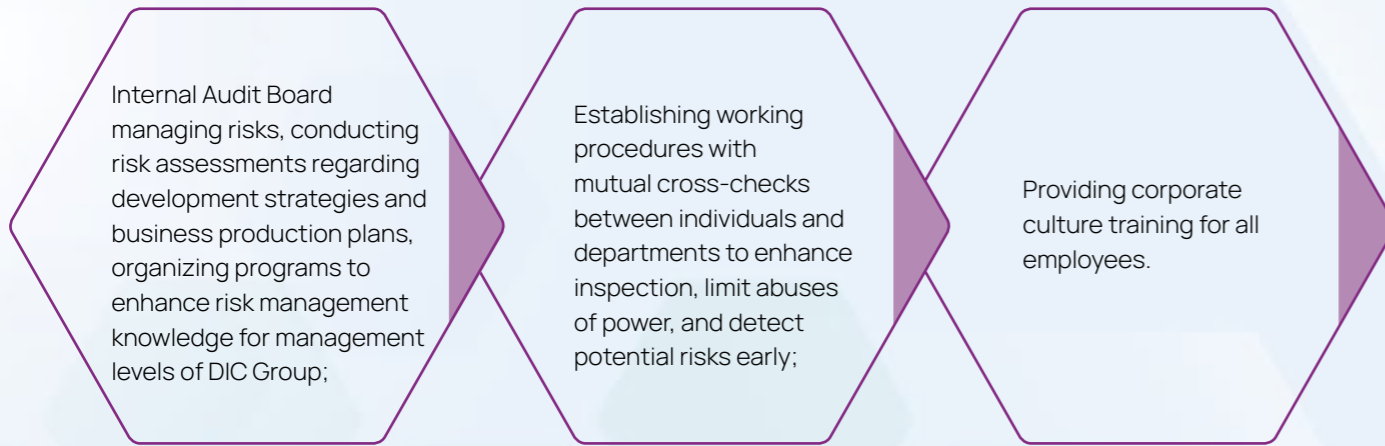 Internal Audit Board
managing risks, conducting
risk assessments regarding
development strategies and
business production plans,
organizing programs to
enhance risk management
knowledge for management
levels of DIC Group;
Establishing working
procedures with
mutual cross-checks
between individuals and
departments to enhance
inspection, limit abuses
of power, and detect
potential risks early;
Providing corporate
culture training for all
employees.